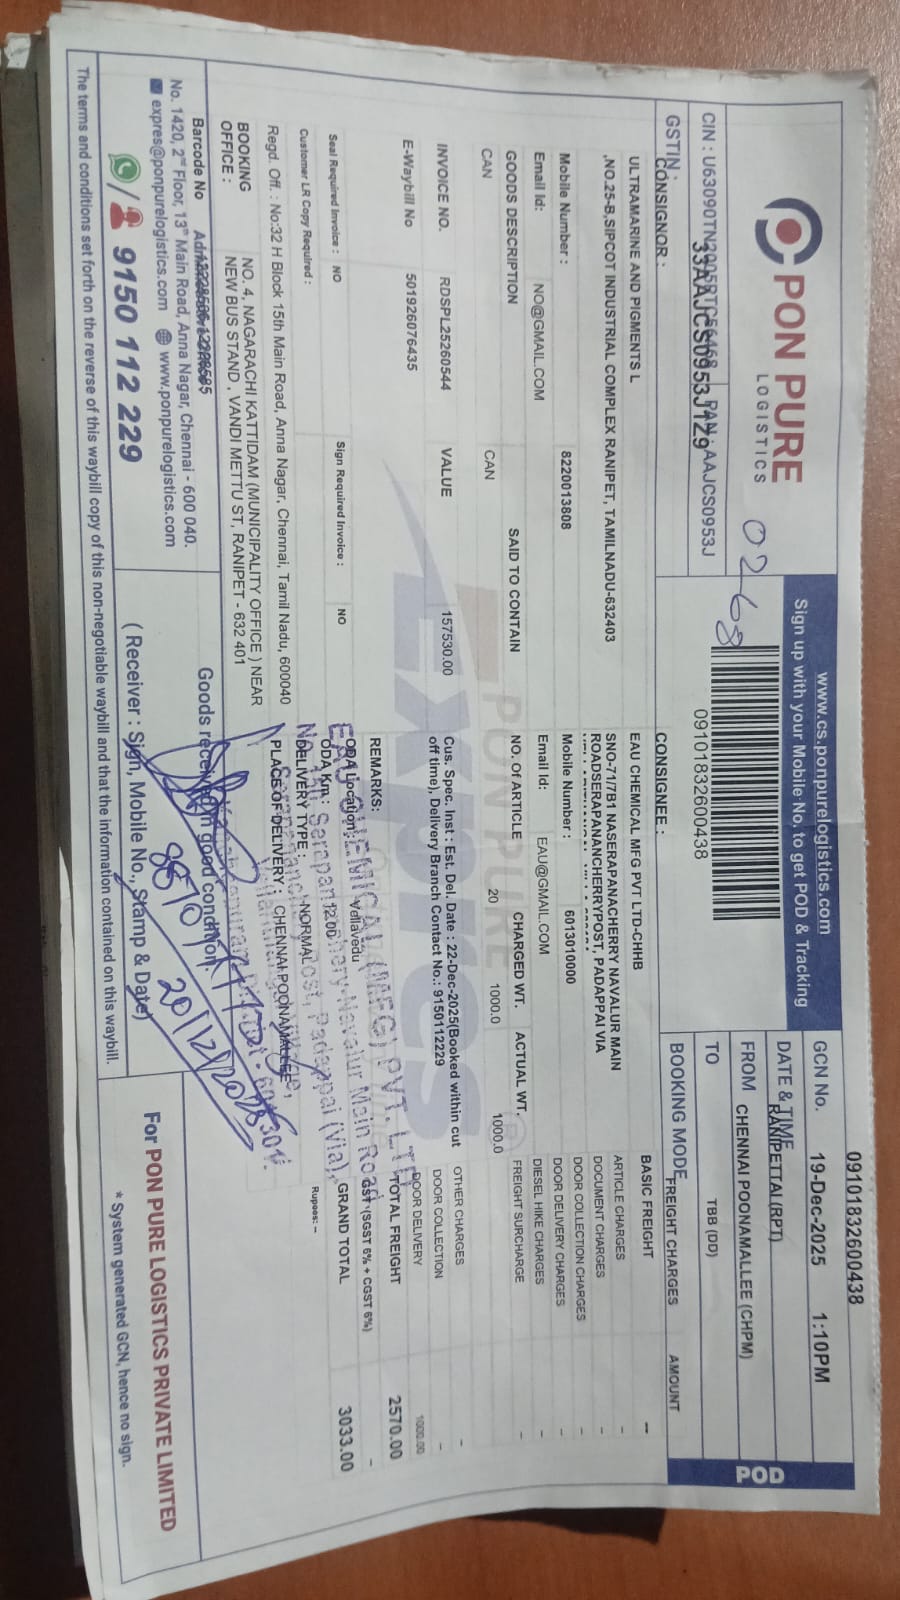 PON PURE
LOGISTICS
0268
CIN : U63090TN2005PTC56468 PAN : AAJCS0953J
GSTIN : 33AAJCS0953J1Z9
www.cs.ponpurelogistics.com
Sign up with your Mobile No, to get POD & Tracking
091018332600438
GCN No. 091018332600438
DATE & TIME 19-Dec-2025 1:10PM
FROM RANIPETTAI(RPT)
TO CHENNAI POONAMALLEE (CHPM)
BOOKING MODE TBB (DD)
POD
CONSIGNOR :
ULTRAMARINE AND PIGMENTS L
,NO.25-B,SIPCOT INDUSTRIAL COMPLEX RANIPET, TAMILNADU-632403
Mobile Number : 8220013808
Email Id: NO@GMAIL.COM
CONSIGNEE :
EAU CHEMICAL MFG PVT LTD-CHHB
SNO-71/7B1 NASERAPANACHERRY NAVALUR MAIN
ROADSERAPANANCHERRYPOST, PADAPPAI VIA
Mobile Number : 6013010000
Email Id: EAU@GMAIL.COM
FREIGHT CHARGES AMOUNT
BASIC FREIGHT -
ARTICLE CHARGES -
DOCUMENT CHARGES -
DOOR COLLECTION CHARGES -
DOOR DELIVERY CHARGES -
DIESEL HIKE CHARGES -
FREIGHT SURCHARGE -
OTHER CHARGES -
DOOR COLLECTION -
DOOR DELIVERY 1000.00
TOTAL FREIGHT 2570.00
GST (SGST 6% + CGST 6%) -
GRAND TOTAL 3033.00
Rupees: -
GOODS DESCRIPTION SAID TO CONTAIN NO. Of ARTICLE CHARGED WT. ACTUAL WT.
CAN CAN 20 1000.0 1000.0
INVOICE NO. RDSPL25260544 VALUE 157530.00
Cus. Spec. Inst : Est. Del. Date : 22-Dec-2025(Booked within cut
off time), Delivery Branch Contact No.: 9150112229
E-Waybill No 501926076435
REMARKS:
Seal Required Invoice : NO Sign Required Invoice : NO
Customer LR Copy Required :
ODA Location: Vellavedu
ODA Km : 1200
DELIVERY TYPE : NORMAL
PLACE OF DELIVERY : CHENNAI POONAMALLEE
EAU CHEMICAL (MFG) PVT. LTD
PON PURE
EXPRESS
Regd. Off. : No:32 H Block 15th Main Road, Anna Nagar, Chennai, Tamil Nadu, 600040
BOOKING OFFICE : NO. 4, NAGARACHI KATTIDAM (MUNICIPALITY OFFICE ) NEAR
NEW BUS STAND , VANDI METTU ST, RANIPET - 632 401
Barcode No
No. 1420, 2nd Floor, 13th Main Road, Anna Nagar, Chennai - 600 040.
expres@ponpurelogistics.com www.ponpurelogistics.com
/ 9150 112 229
Goods received in good condition.
20/12/2025
( Receiver : Sign, Mobile No., Stamp & Date)
For PON PURE LOGISTICS PRIVATE LIMITED
* System generated GCN, hence no sign.
The terms and conditions set forth on the reverse of this waybill copy of this non-negotiable waybill and that the information contained on this waybill.